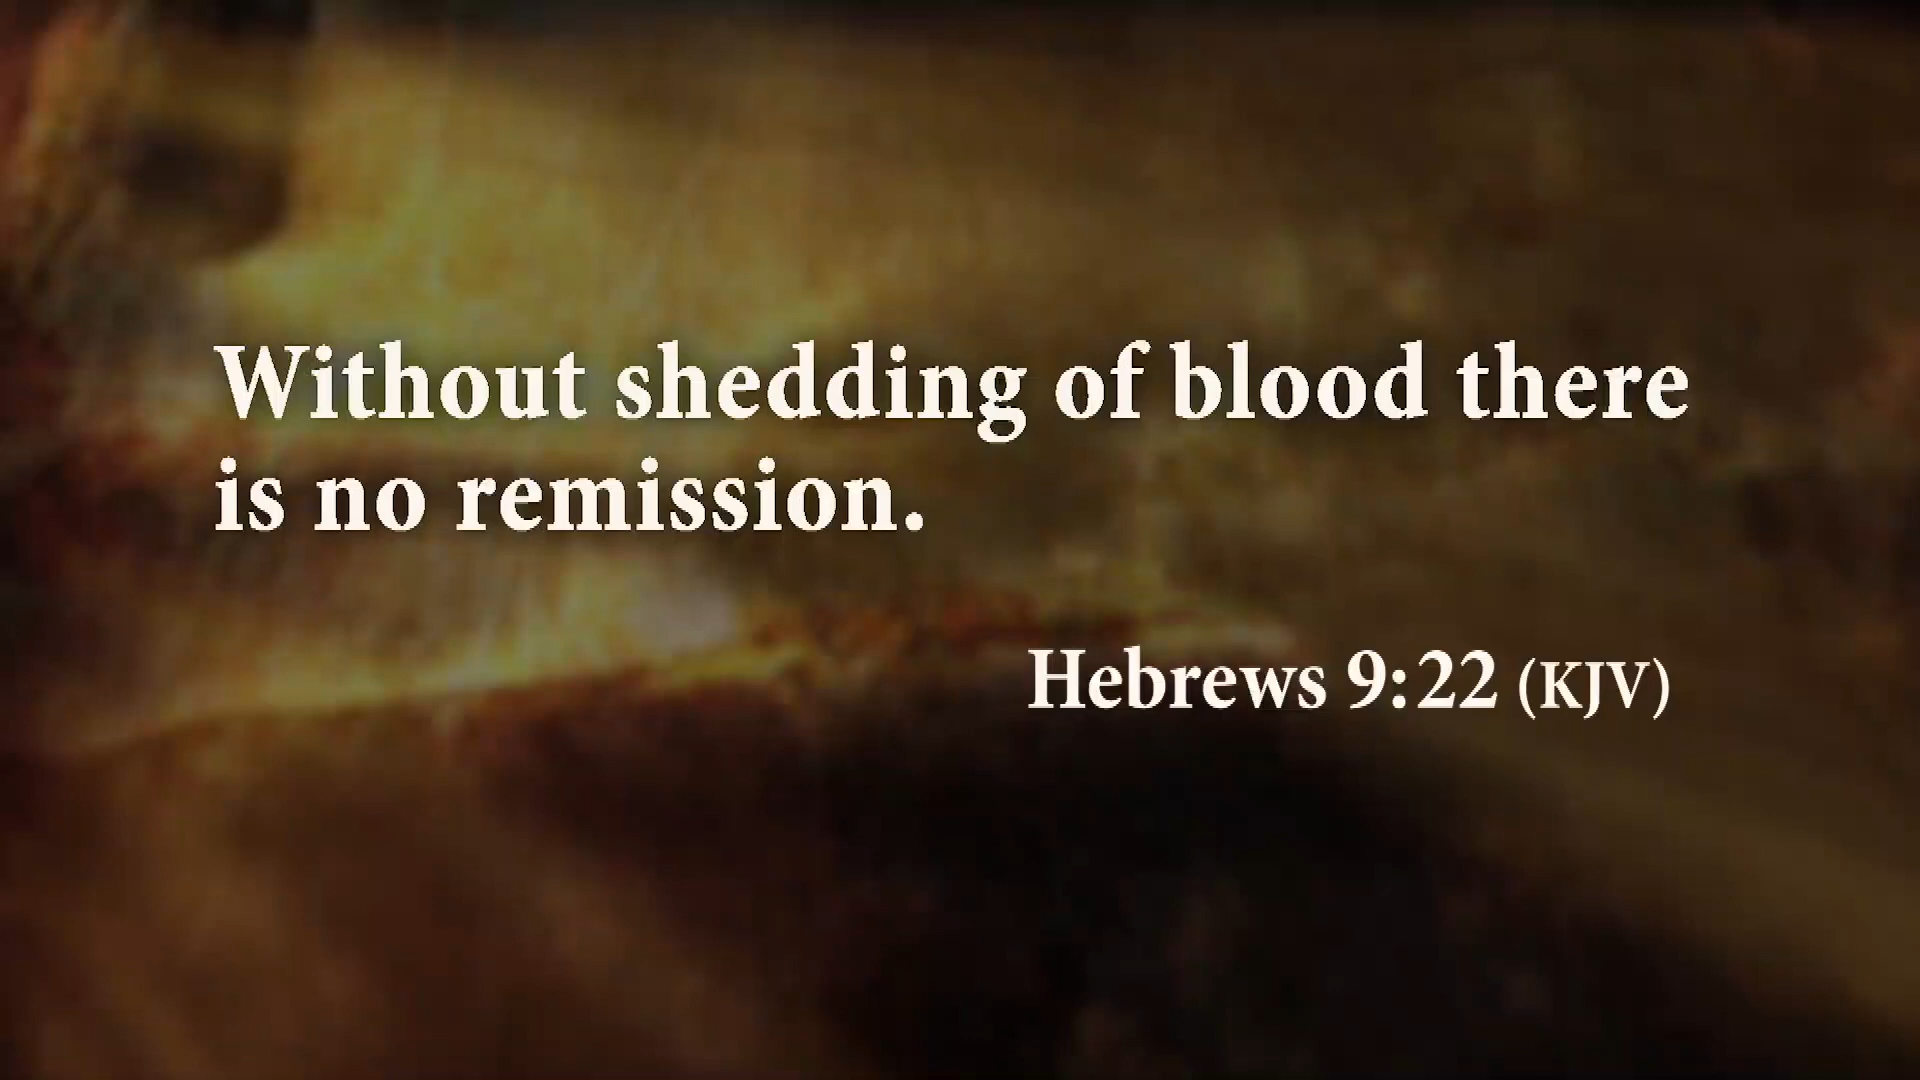 Without shedding of blood there
is no remission.
Hebrews 9:22 (KJV)